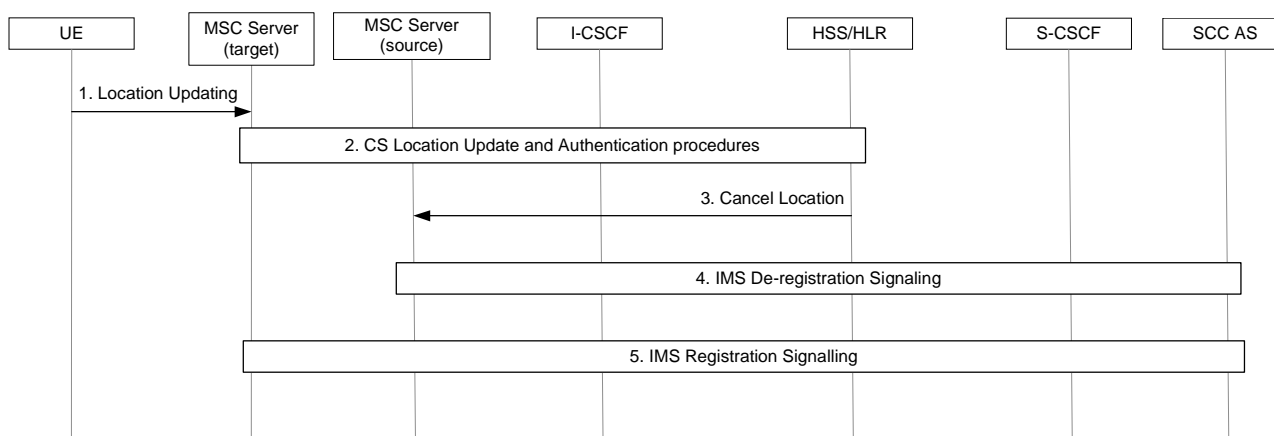 UE
MSC Server
(target)
MSC Server
(source)
I-CSCF
HSS/HLR
S-CSCF
SCC AS
1. Location Updating
2. CS Location Update and Authentication procedures
3. Cancel Location
4. IMS De-registration Signaling
5. IMS Registration Signalling